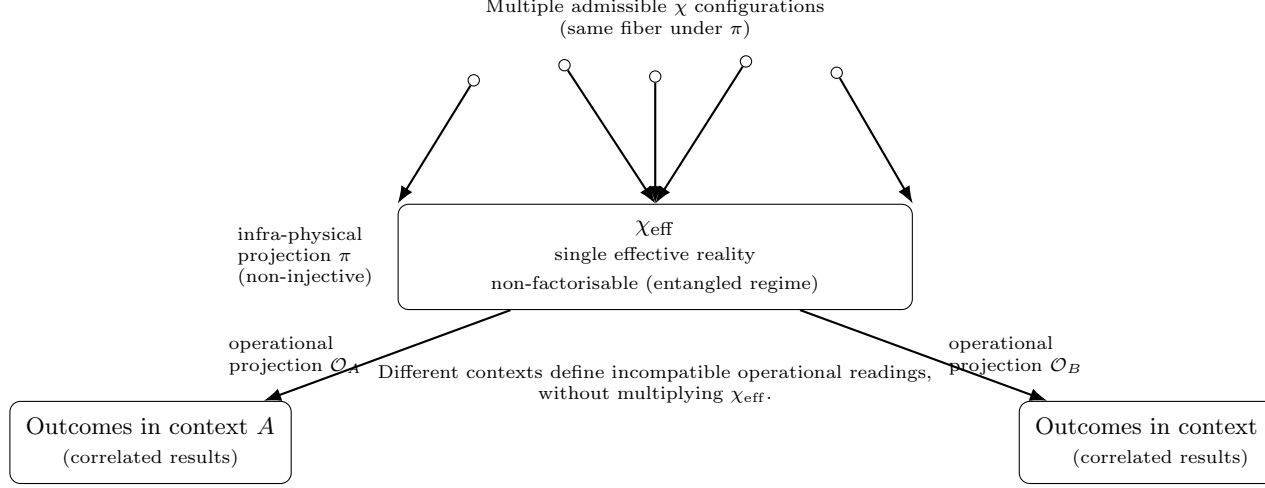 Multiple admissible χ configurations
(same fiber under π)
χeff
single effective reality
non-factorisable (entangled regime)
infra-physical
projection π
(non-injective)
operational
projection 𝒪A
operational
projection 𝒪B
Different contexts define incompatible operational readings,
without multiplying χeff.
Outcomes in context A
(correlated results)
Outcomes in context
(correlated results)